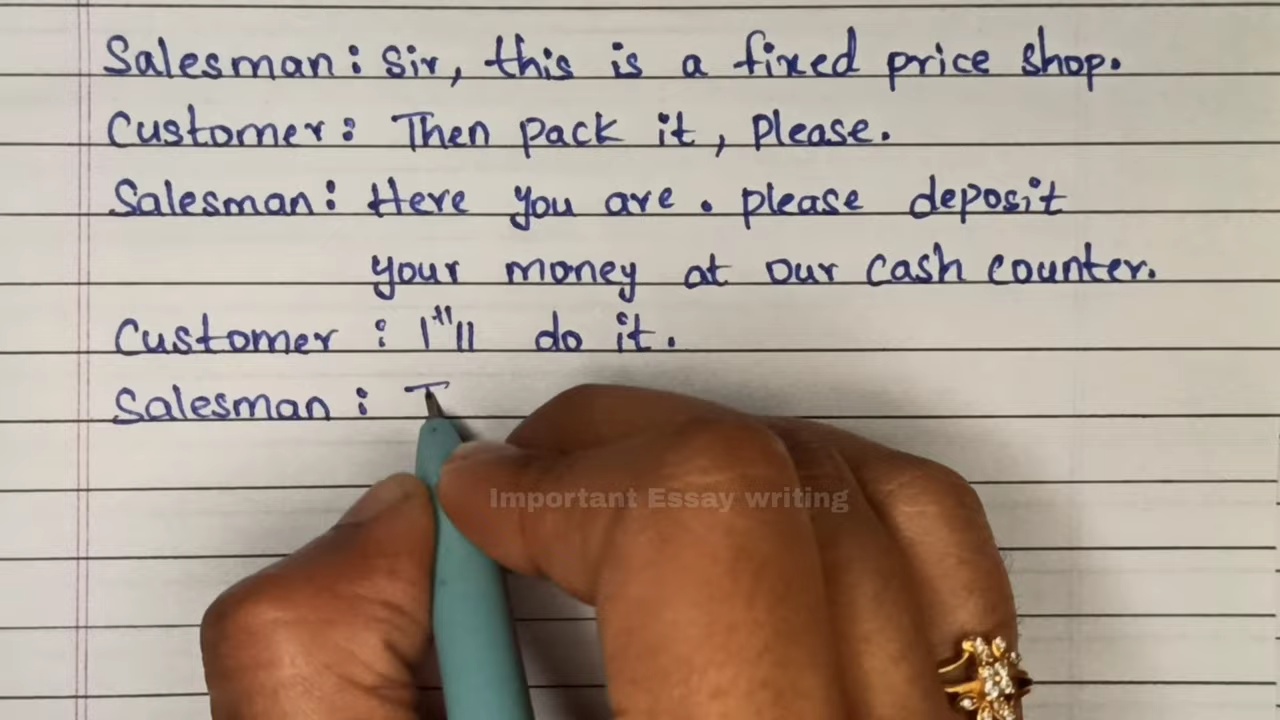 Salesman: Sir, this is a fixed price shop.
Customer: Then pack it, please.
Salesman: Here you are. please deposit
your money at our cash counter.
Customer : I'll do it.
Salesman : T
Important Essay writing